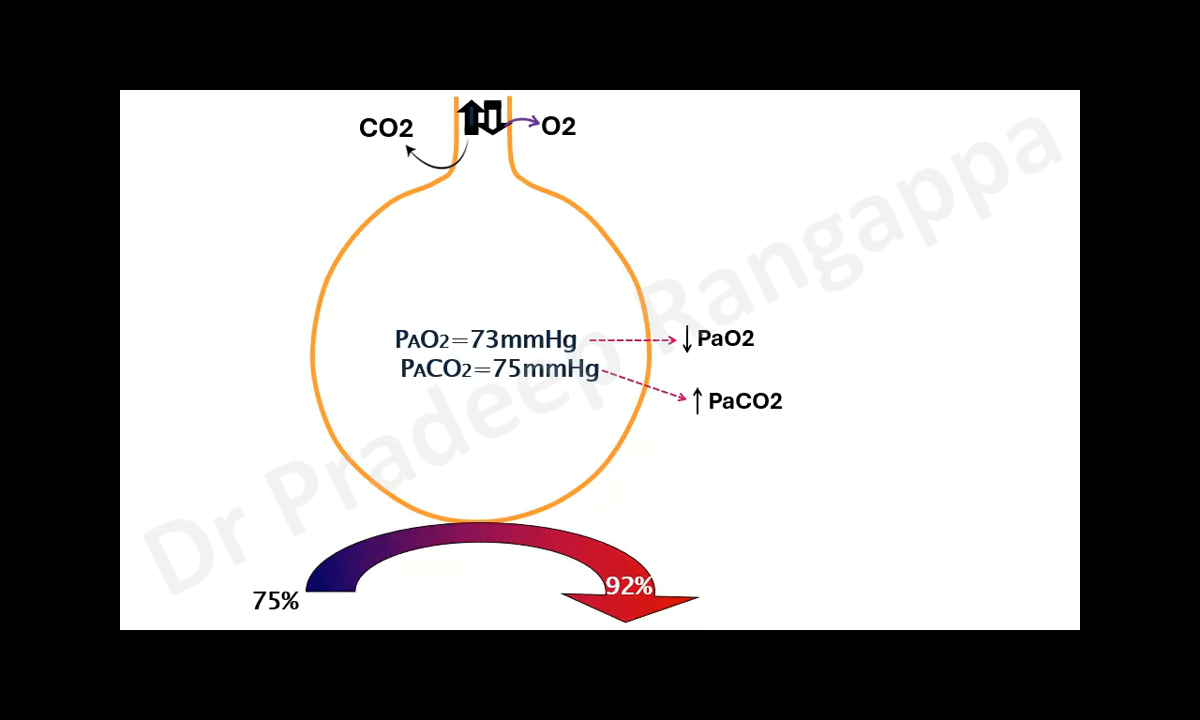 CO2
O2
PAO2=73mmHg
↓ PaO2
PACO2=75mmHg
↑ PaCO2
75%
92%
Dr Pradeep Rangappa